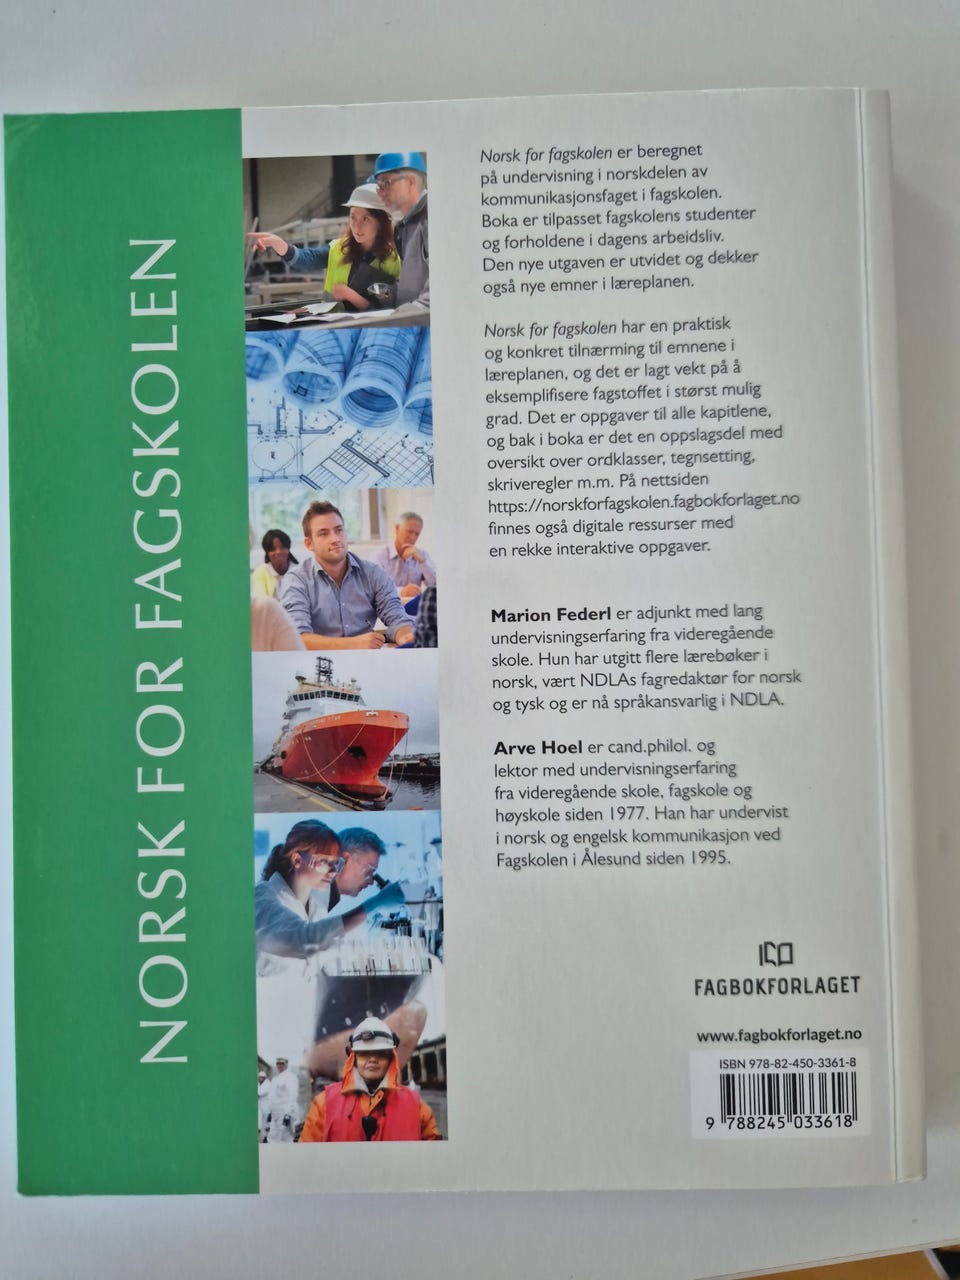 NORSK FOR FAGSKOLEN
Norsk for fagskolen er beregnet
på undervisning i norskdelen av
kommunikasjonsfaget i fagskolen.
Boka er tilpasset fagskolens studenter
og forholdene i dagens arbeidsliv.
Den nye utgaven er utvidet og dekker
også nye emner i læreplanen.
Norsk for fagskolen har en praktisk
og konkret tilnærming til emnene i
læreplanen, og det er lagt vekt på å
eksemplifisere fagstoffet i størst mulig
grad. Det er oppgaver til alle kapitlene,
og bak i boka er det en oppslagsdel med
oversikt over ordklasser, tegnsetting,
skriveregler m.m. På nettsiden
https://norskforfagskolen.fagbokforlaget.no
finnes også digitale ressurser med
en rekke interaktive oppgaver.
Marion Federl er adjunkt med lang
undervisningserfaring fra videregående
skole. Hun har utgitt flere lærebøker i
norsk, vært NDLAs fagredaktør for norsk
og tysk og er nå språkansvarlig i NDLA.
Arve Hoel er cand.philol. og
lektor med undervisningserfaring
fra videregående skole, fagskole og
høyskole siden 1977. Han har undervist
i norsk og engelsk kommunikasjon ved
Fagskolen i Ålesund siden 1995.
FAGBOKFORLAGET
www.fagbokforlaget.no
ISBN 978-82-450-3361-8
9 788245 033618